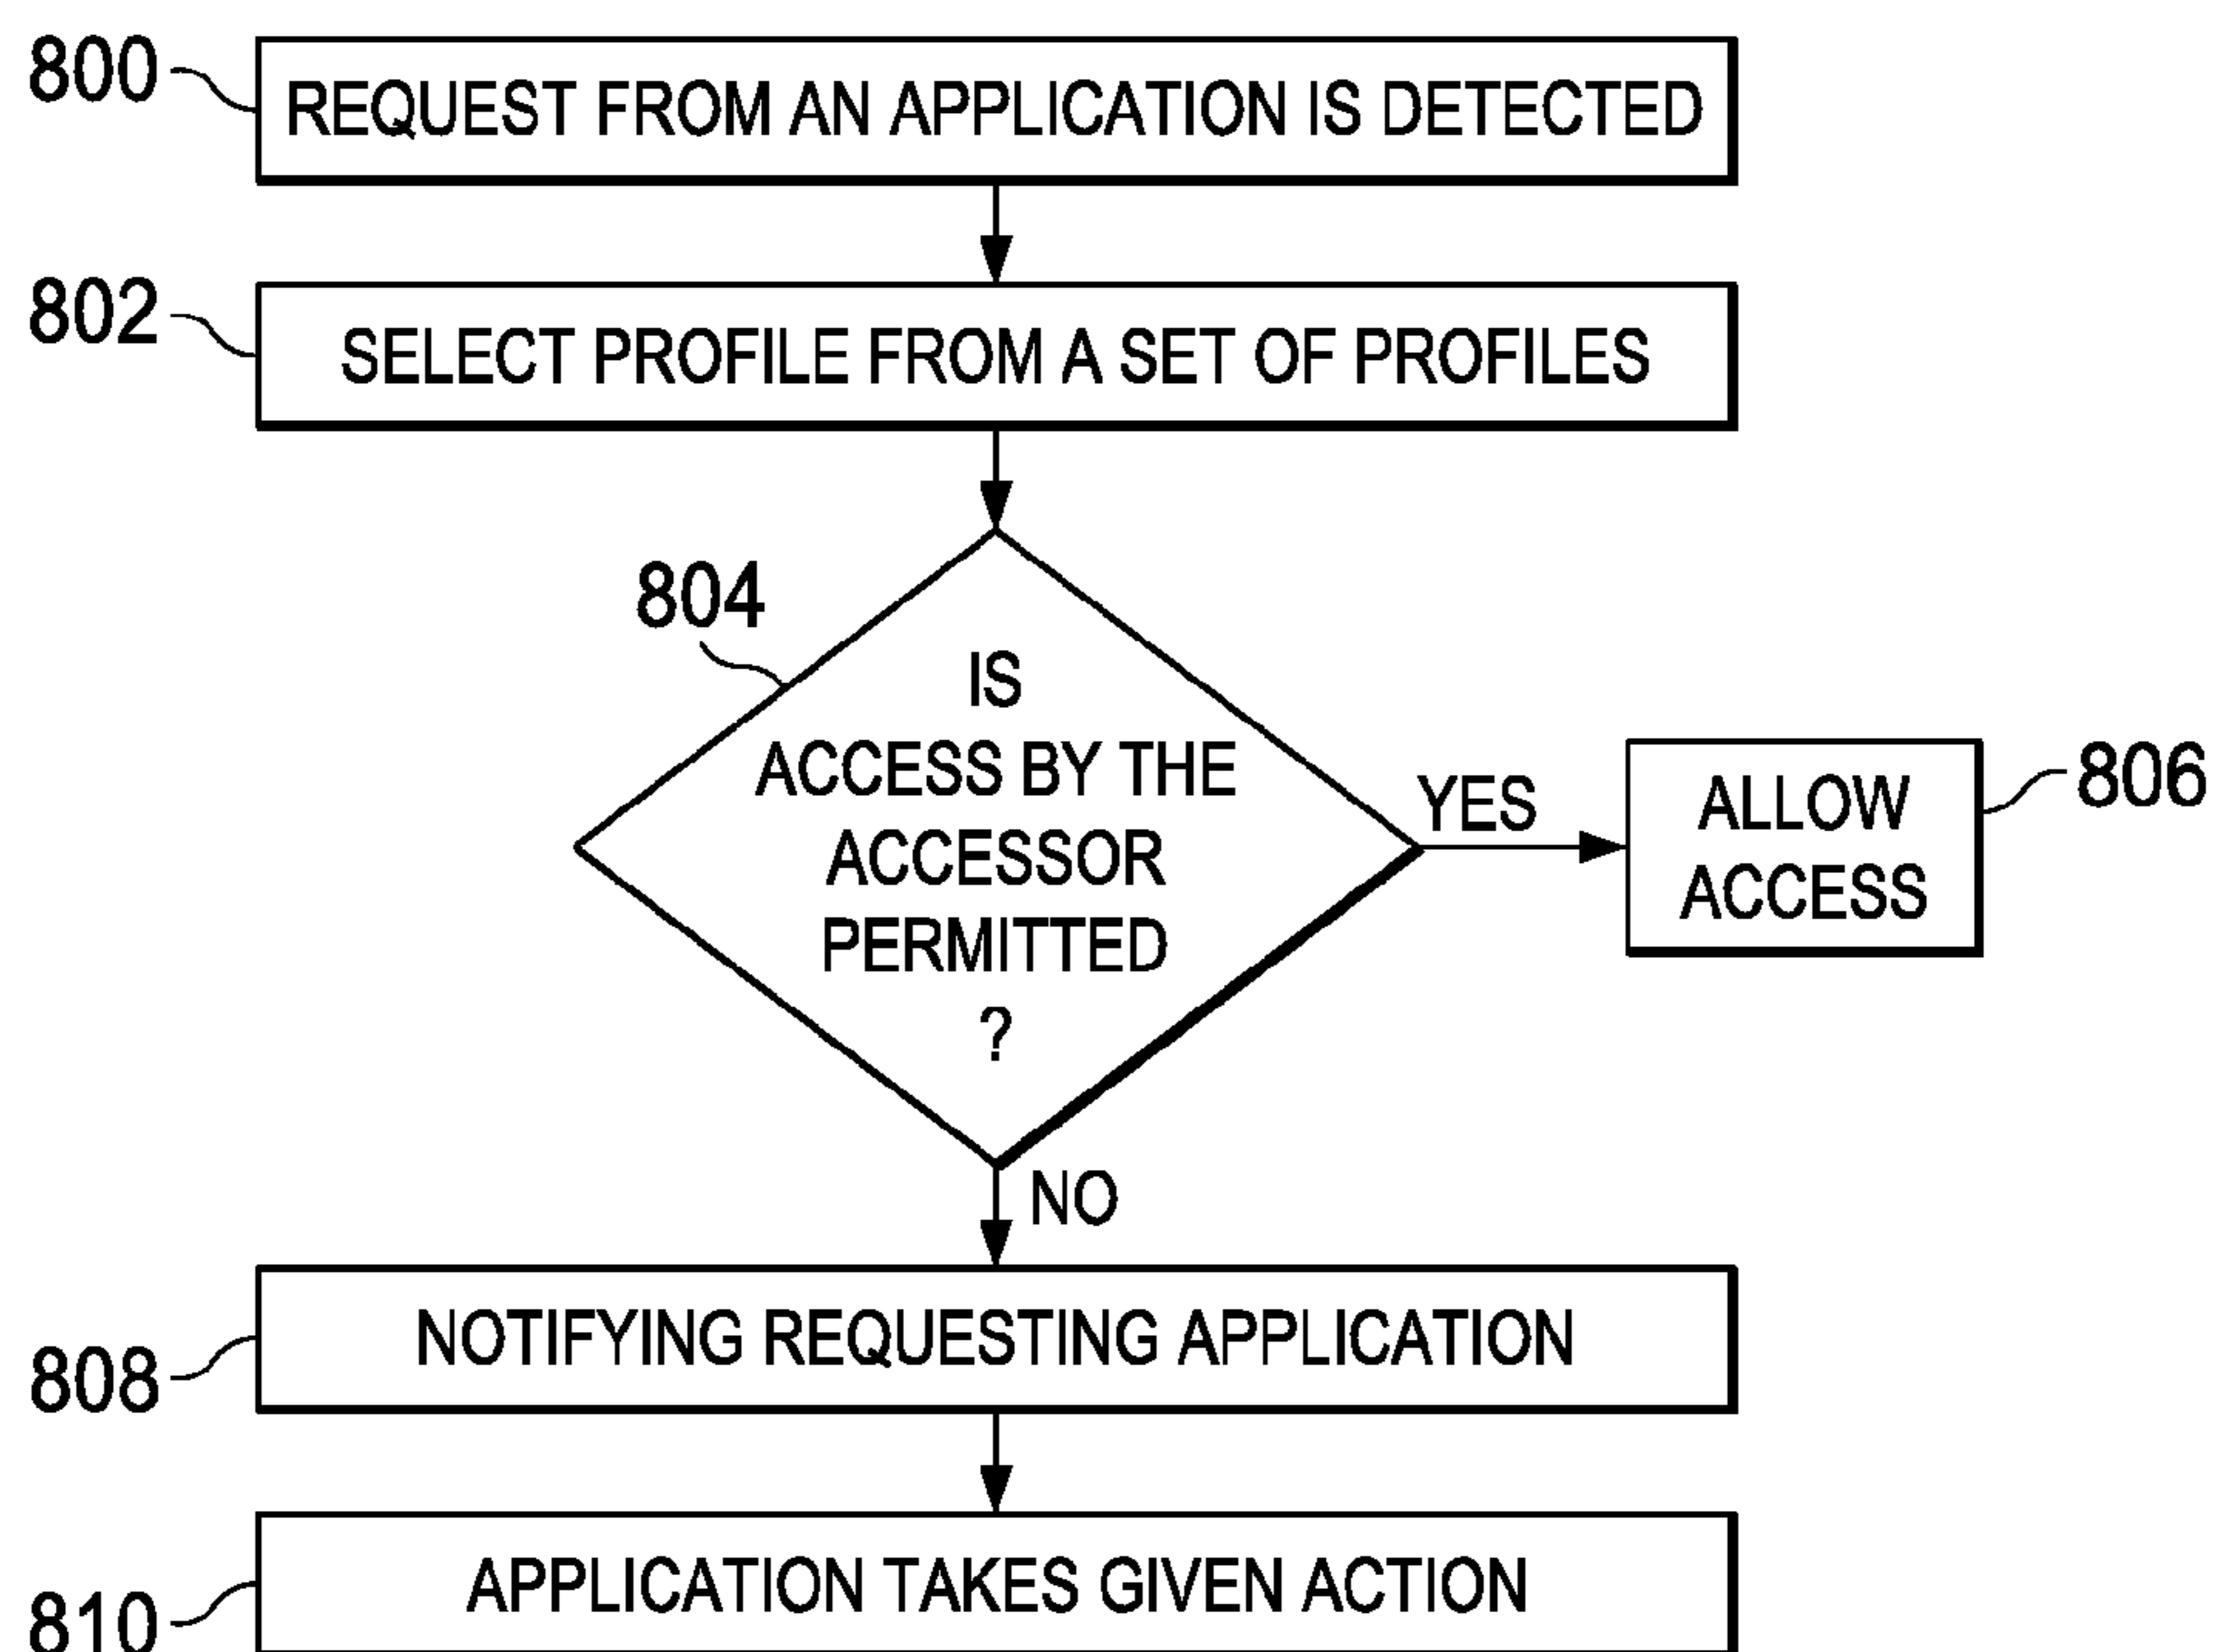 800
REQUEST FROM AN APPLICATION IS DETECTED
802
SELECT PROFILE FROM A SET OF PROFILES
804
IS
ACCESS BY THE
ACCESSOR
PERMITTED
?
YES
ALLOW
ACCESS
806
NO
808
NOTIFYING REQUESTING APPLICATION
810
APPLICATION TAKES GIVEN ACTION